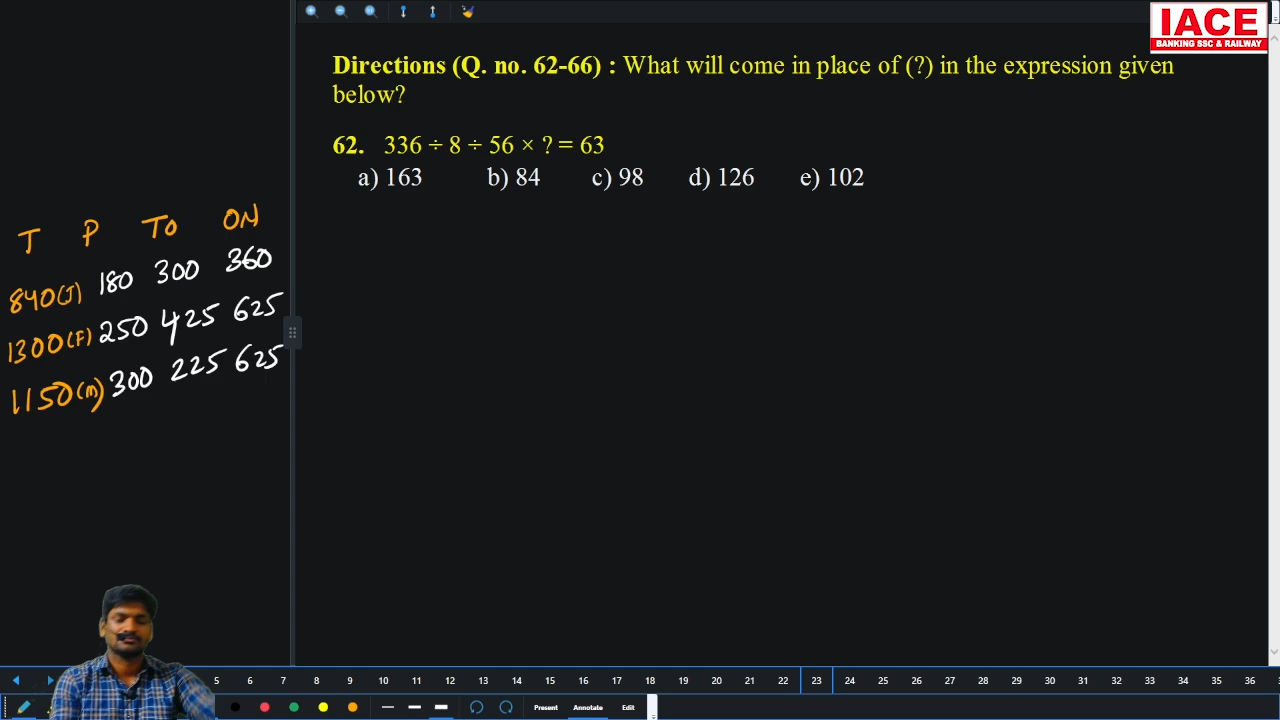 IACE
BANKING SSC & RAILWAY
Directions (Q. no. 62-66) : What will come in place of (?) in the expression given
below?
62. 336 ÷ 8 ÷ 56 × ? = 63
a) 163 b) 84 c) 98 d) 126 e) 102
T P TO ON
840(J) 180 300 360
1300(F) 250 425 625
1150(M) 300 225 625
5 6 7 8 9 10 11 12 13 14 15 16 17 18 19 20 21 22 23 24 25 26 27 28 29 30 31 32 33 34 35 36
Present Annotate Edit